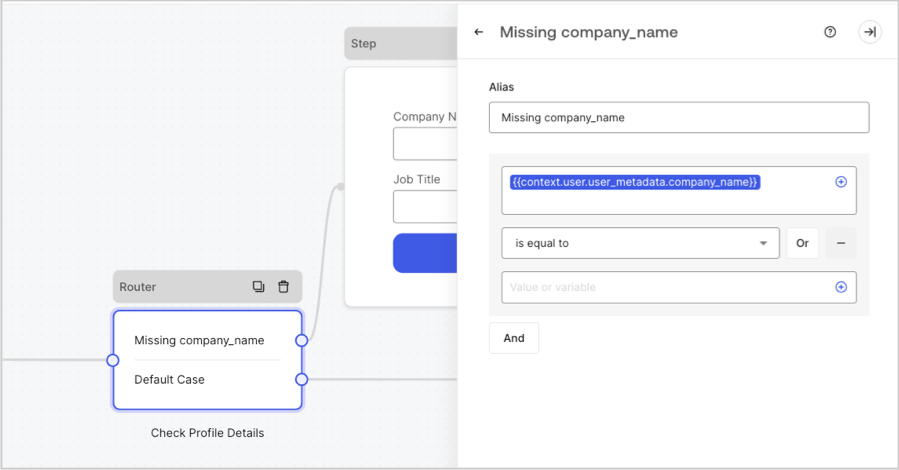 Step
Company N
Job Title
Router
Missing company_name
Default Case
Check Profile Details
Missing company_name
Alias
Missing company_name
{{context.user.user_metadata.company_name}}
is equal to
Or
Value or variable
And